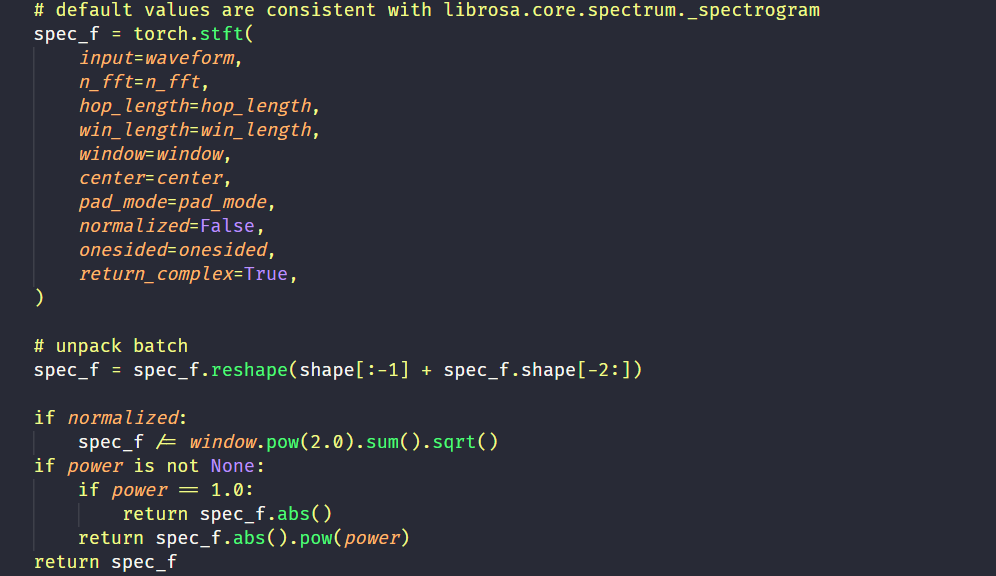 # default values are consistent with librosa.core.spectrum._spectrogram
spec_f = torch.stft(
    input=waveform,
    n_fft=n_fft,
    hop_length=hop_length,
    win_length=win_length,
    window=window,
    center=center,
    pad_mode=pad_mode,
    normalized=False,
    onesided=onesided,
    return_complex=True,
)

# unpack batch
spec_f = spec_f.reshape(shape[:-1] + spec_f.shape[-2:])

if normalized:
    spec_f /= window.pow(2.0).sum().sqrt()
if power is not None:
    if power == 1.0:
        return spec_f.abs()
    return spec_f.abs().pow(power)
return spec_f